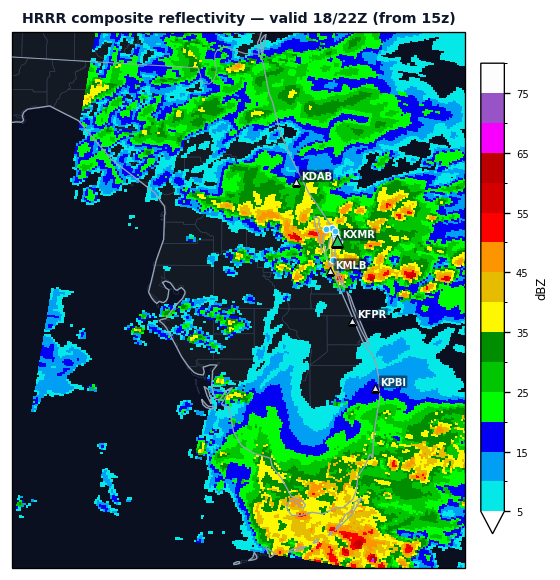 HRRR composite reflectivity — valid 18/22Z (from 15z)
KDAB
KXMR
KMLB
KFPR
KPBI
75
65
55
45
35
25
15
5
dBZ